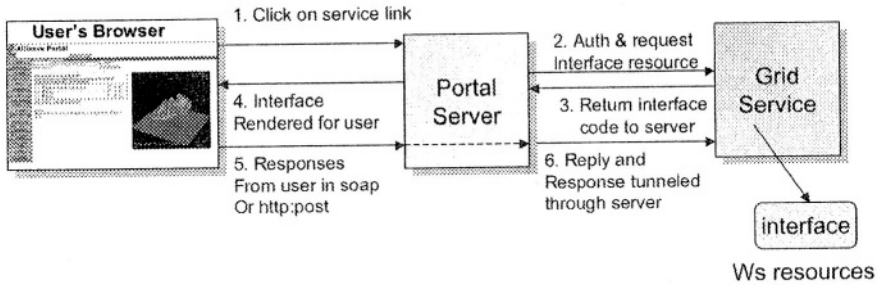 User's Browser
Alliance Portal
1. Click on service link
4. Interface
Rendered for user
5. Responses
From user in soap
Or http:post
Portal
Server
2. Auth & request
Interface resource
3. Return interface
code to server
6. Reply and
Response tunneled
through server
Grid
Service
interface
Ws resources